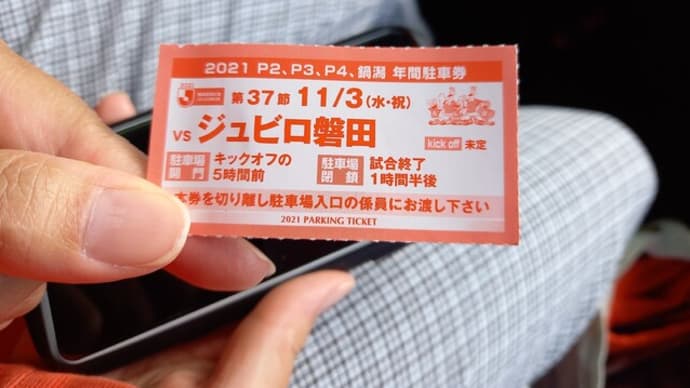 2021 P2、P3、P4、鍋潟 年間駐車券
第37節 11/3(水・祝)
VS ジュビロ磐田
kick off 未定
駐車場開門 キックオフの5時間前
駐車場閉鎖 試合終了1時間半後
本券を切り離し駐車場入口の係員にお渡し下さい
2021 PARKING TICKET